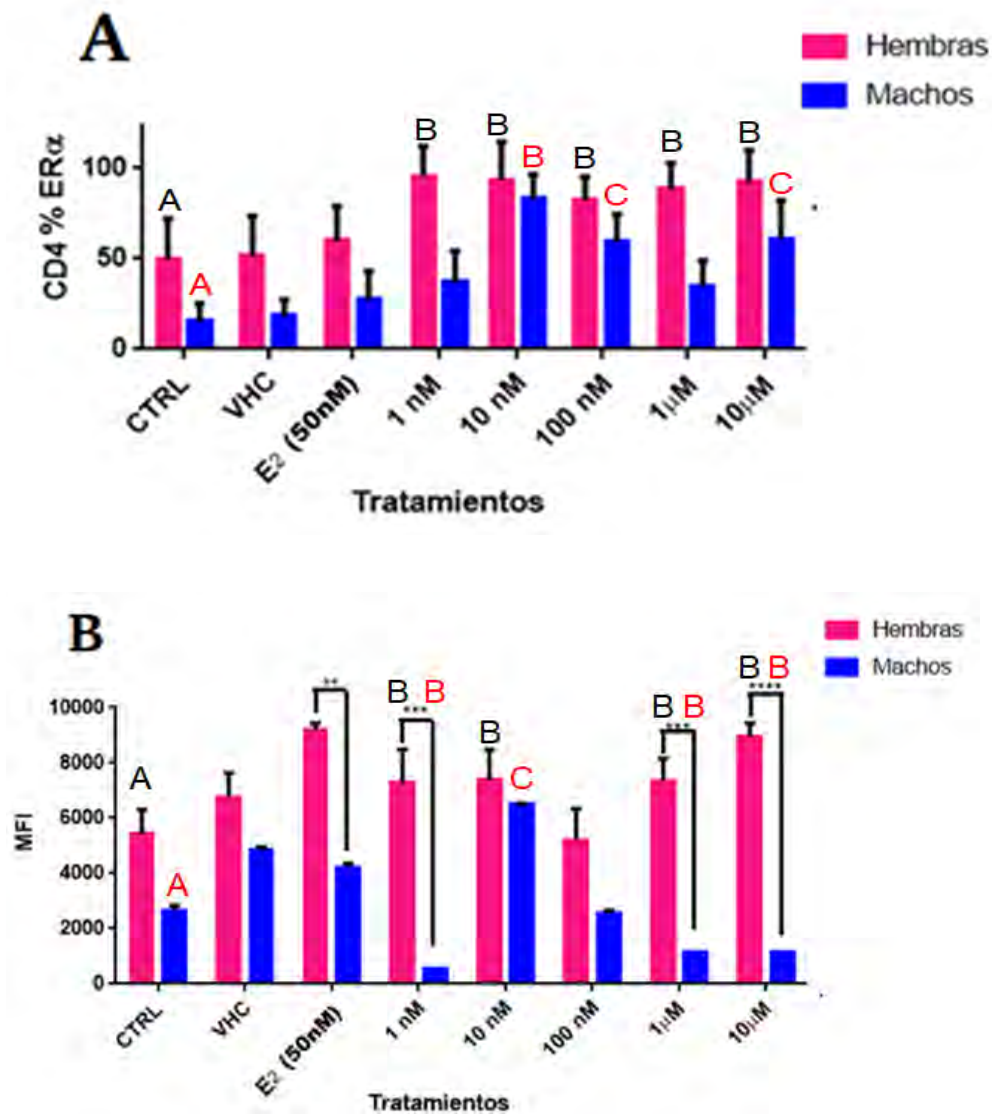 A
Hembras
Machos
B B B B
B
A C C
A
100
50
0
CD4 % ERα
CTRL VHC E2 (50nM) 1 nM 10 nM 100 nM 1µM 10µM
Tratamientos
B
Hembras
Machos
** B B B B B B B
*** *** ****
A C
A
10000
8000
6000
4000
2000
0
MFI
CTRL VHC E2 (50nM) 1 nM 10 nM 100 nM 1µM 10µM
Tratamientos